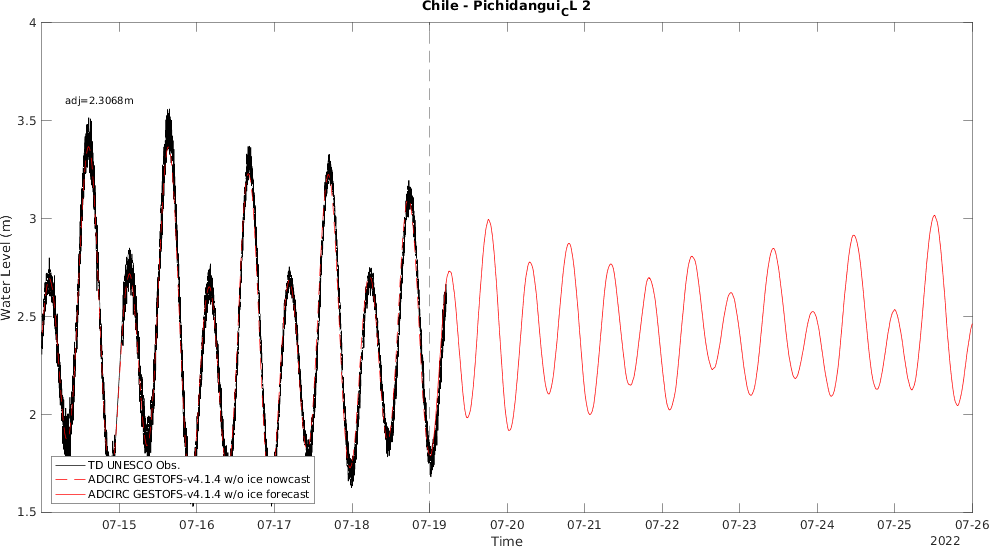 Chile - Pichidangui_CL 2
4
adj=2.3068m
3.5
3
Water Level (m)
2.5
2
TD UNESCO Obs.
ADCIRC GESTOFS-v4.1.4 w/o ice nowcast
ADCIRC GESTOFS-v4.1.4 w/o ice forecast
1.5
07-15 07-16 07-17 07-18 07-19 07-20 07-21 07-22 07-23 07-24 07-25 07-26
Time
2022